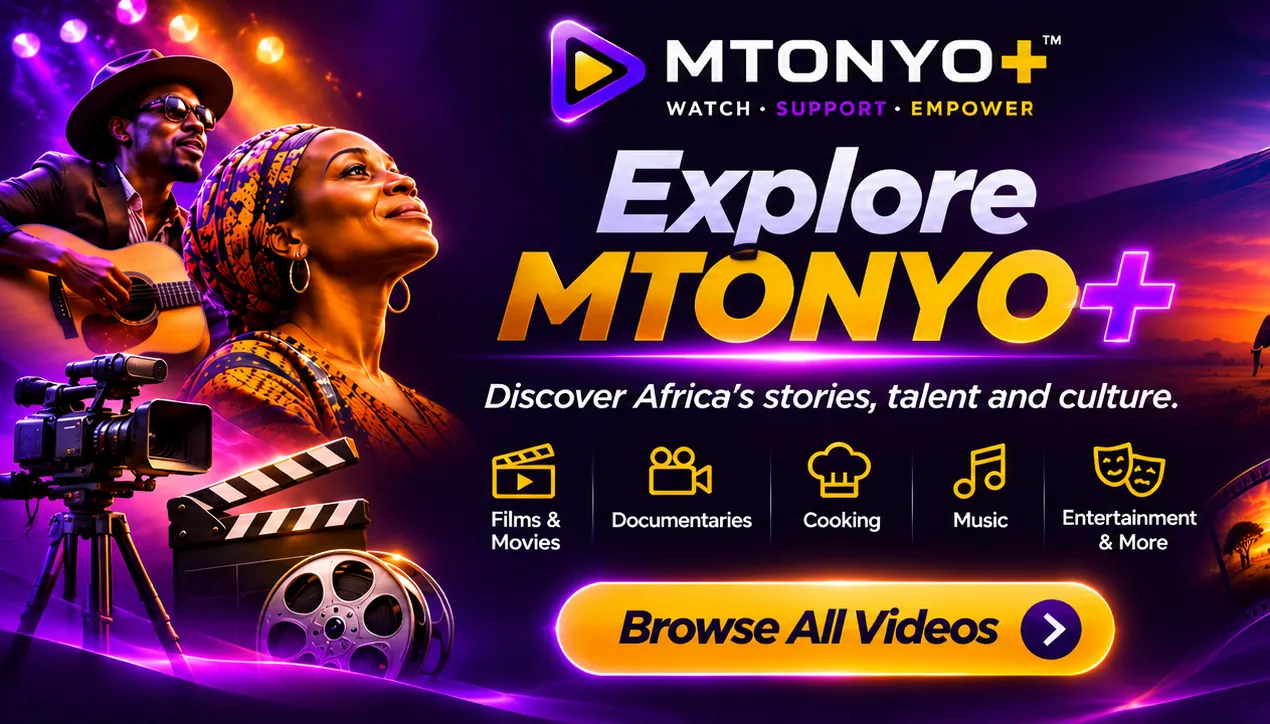 MTONYO+™
WATCH • SUPPORT • EMPOWER
Explore
MTONYO+
Discover Africa's stories, talent and culture.
Films &
Movies
Documentaries
Cooking
Music
Entertainment
& More
Browse All Videos